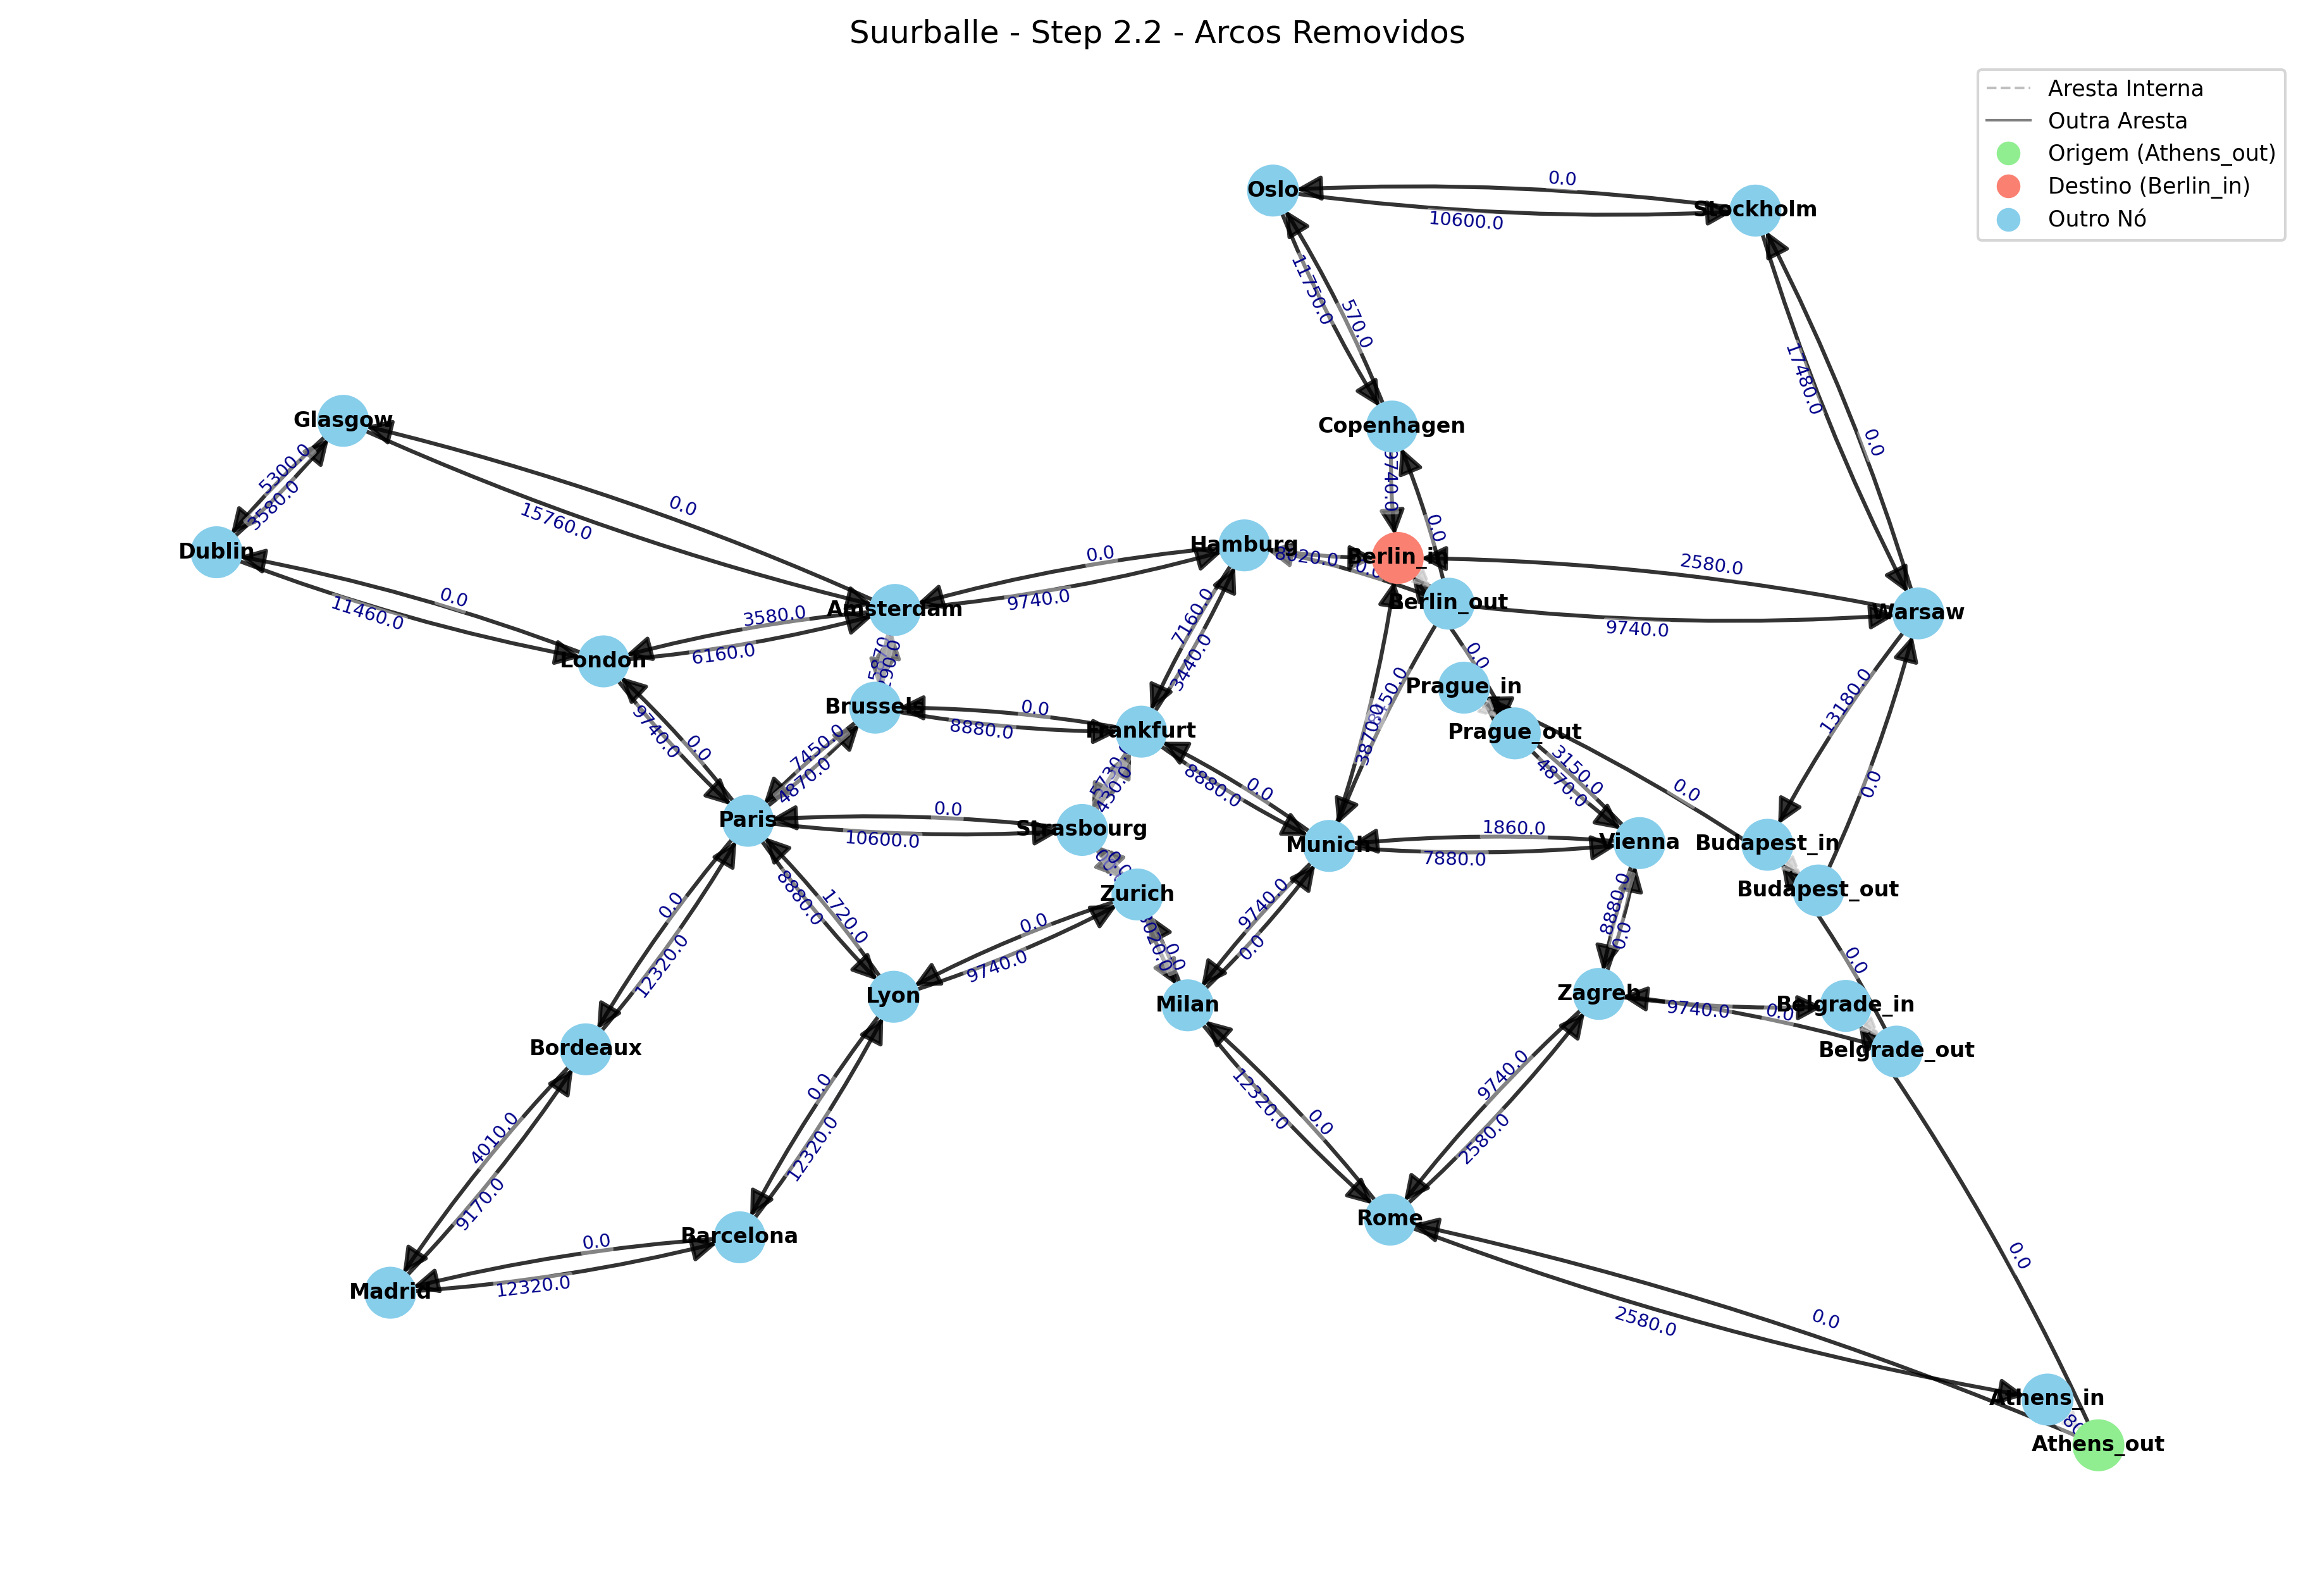 Suurballe - Step 2.2 - Arcos Removidos
Aresta Interna
Outra Aresta
Origem (Athens_out)
Destino (Berlin_in)
Outro Nó
Oslo
0.0
Stockholm
10600.0
11750.0
570.0
17480.0
0.0
Glasgow
Copenhagen
5300.0
3580.0
0.0
15760.0
9740.0
0.0
Dublin
Hamburg
0.0
8020.0
Berlin_in
2580.0
0.0
11460.0
Amsterdam
9740.0
3580.0
6160.0
Berlin_out
9740.0
Warsaw
7160.0
3440.0
London
0.0
Prague_in
Brussels
0.0
8880.0
Frankfurt
Prague_out
9740.0
0.0
7450.0
4870.0
3870.0
13180.0
3150.0
4870.0
0.0
0.0
8880.0
0.0
Paris
0.0
10600.0
Strasbourg
Munich
1860.0
7880.0
Vienna
Budapest_in
Budapest_out
Zurich
8880.0
1720.0
0.0
9740.0
0.0
9740.0
0.0
8880.0
0.0
0.0
12320.0
0.0
Lyon
Milan
Zagreb
9740.0
0.0
Belgrade_in
Belgrade_out
Bordeaux
0.0
12320.0
12320.0
0.0
9740.0
2580.0
4010.0
9170.0
Rome
Barcelona
0.0
12320.0
Madrid
0.0
0.0
2580.0
Athens_in
Athens_out